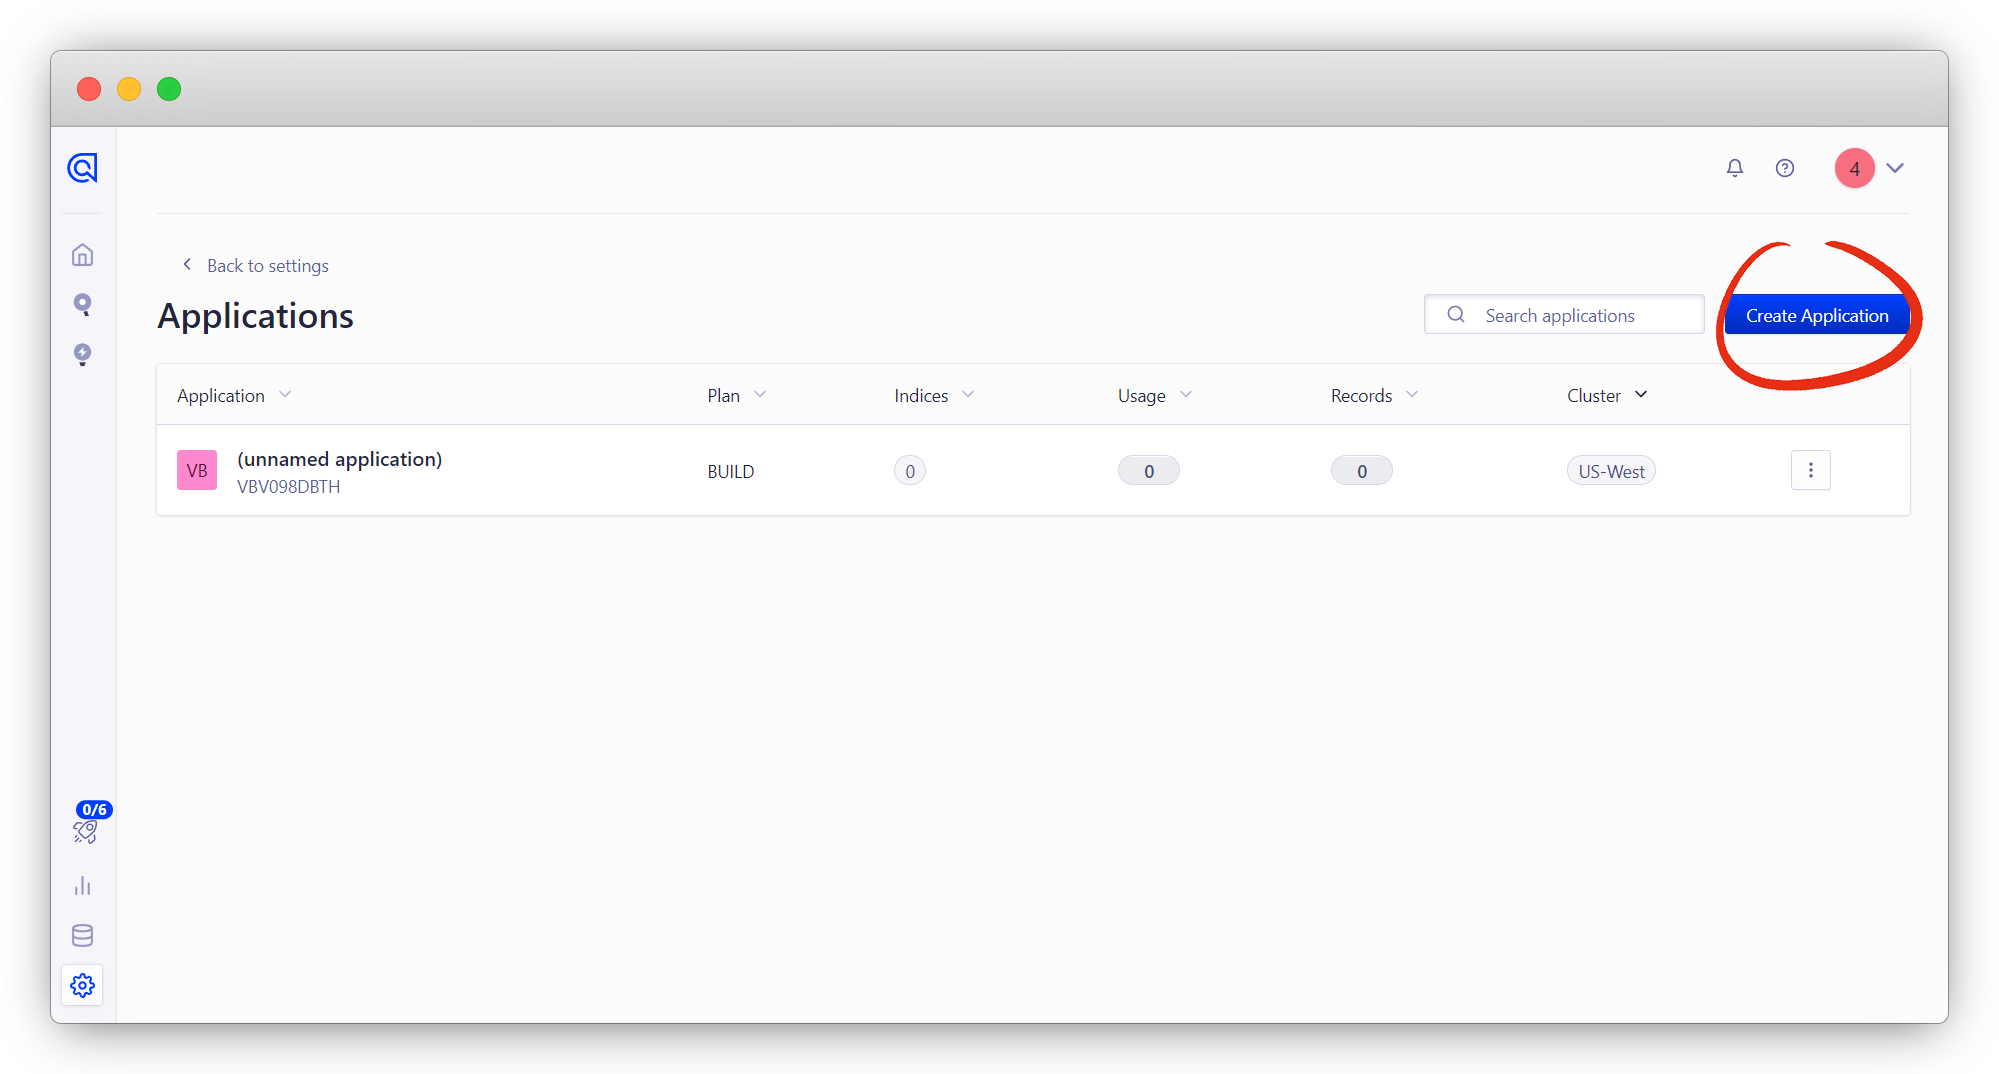 4
Back to settings
Applications
Search applications
Create Application
Application Plan Indices Usage Records Cluster
VB (unnamed application) BUILD 0 0 0 US-West
VBV098DBTH
0/6